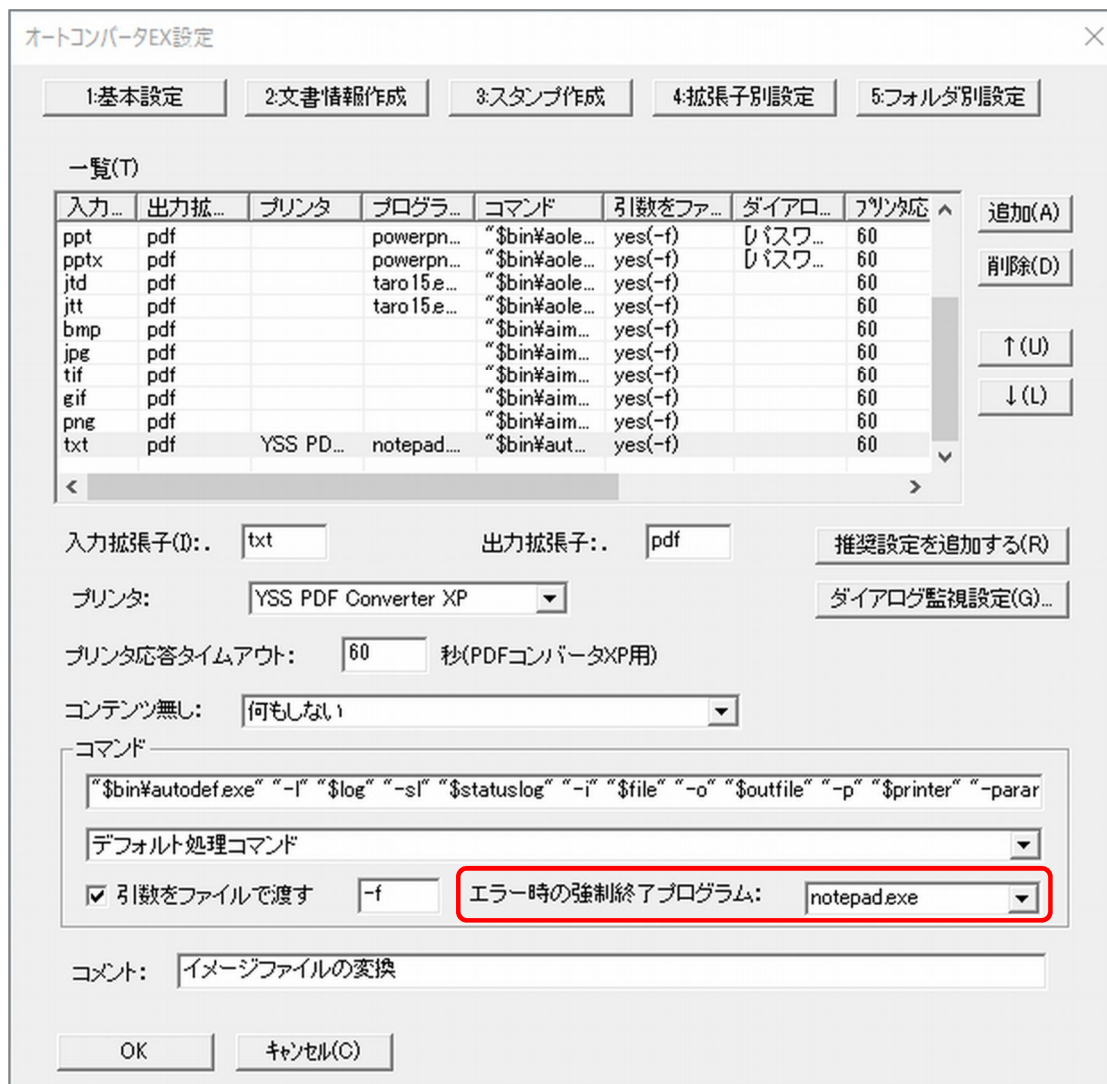 オートコンバータEX設定
1:基本設定 2:文書情報作成 3:スタンプ作成 4:拡張子別設定 5:フォルダ別設定
一覧(T)
入力... 出力拡... プリンタ プログラ... コマンド 引数をファ... ダイアロ... プリンタ応
ppt pdf powerpn... "$bin¥aole... yes(-f) [パスワ... 60
pptx pdf powerpn... "$bin¥aole... yes(-f) [パスワ... 60
jtd pdf taro15.e... "$bin¥aole... yes(-f) 60
jtt pdf taro15.e... "$bin¥aole... yes(-f) 60
bmp pdf "$bin¥aim... yes(-f) 60
jpg pdf "$bin¥aim... yes(-f) 60
tif pdf "$bin¥aim... yes(-f) 60
gif pdf "$bin¥aim... yes(-f) 60
png pdf "$bin¥aim... yes(-f) 60
txt pdf YSS PD... notepad.... "$bin¥aut... yes(-f) 60
追加(A)
削除(D)
↑(U)
↓(L)
入力拡張子(I):. txt 出力拡張子:. pdf 推奨設定を追加する(R)
プリンタ: YSS PDF Converter XP ダイアログ監視設定(G)...
プリンタ応答タイムアウト: 60 秒(PDFコンバータXP用)
コンテンツ無し: 何もしない
コマンド
"$bin¥autodef.exe" "-l" "$log" "-sl" "$statuslog" "-i" "$file" "-o" "$outfile" "-p" "$printer" "-parar
デフォルト処理コマンド
引数をファイルで渡す -f エラー時の強制終了プログラム: notepad.exe
コメント: イメージファイルの変換
OK キャンセル(C)